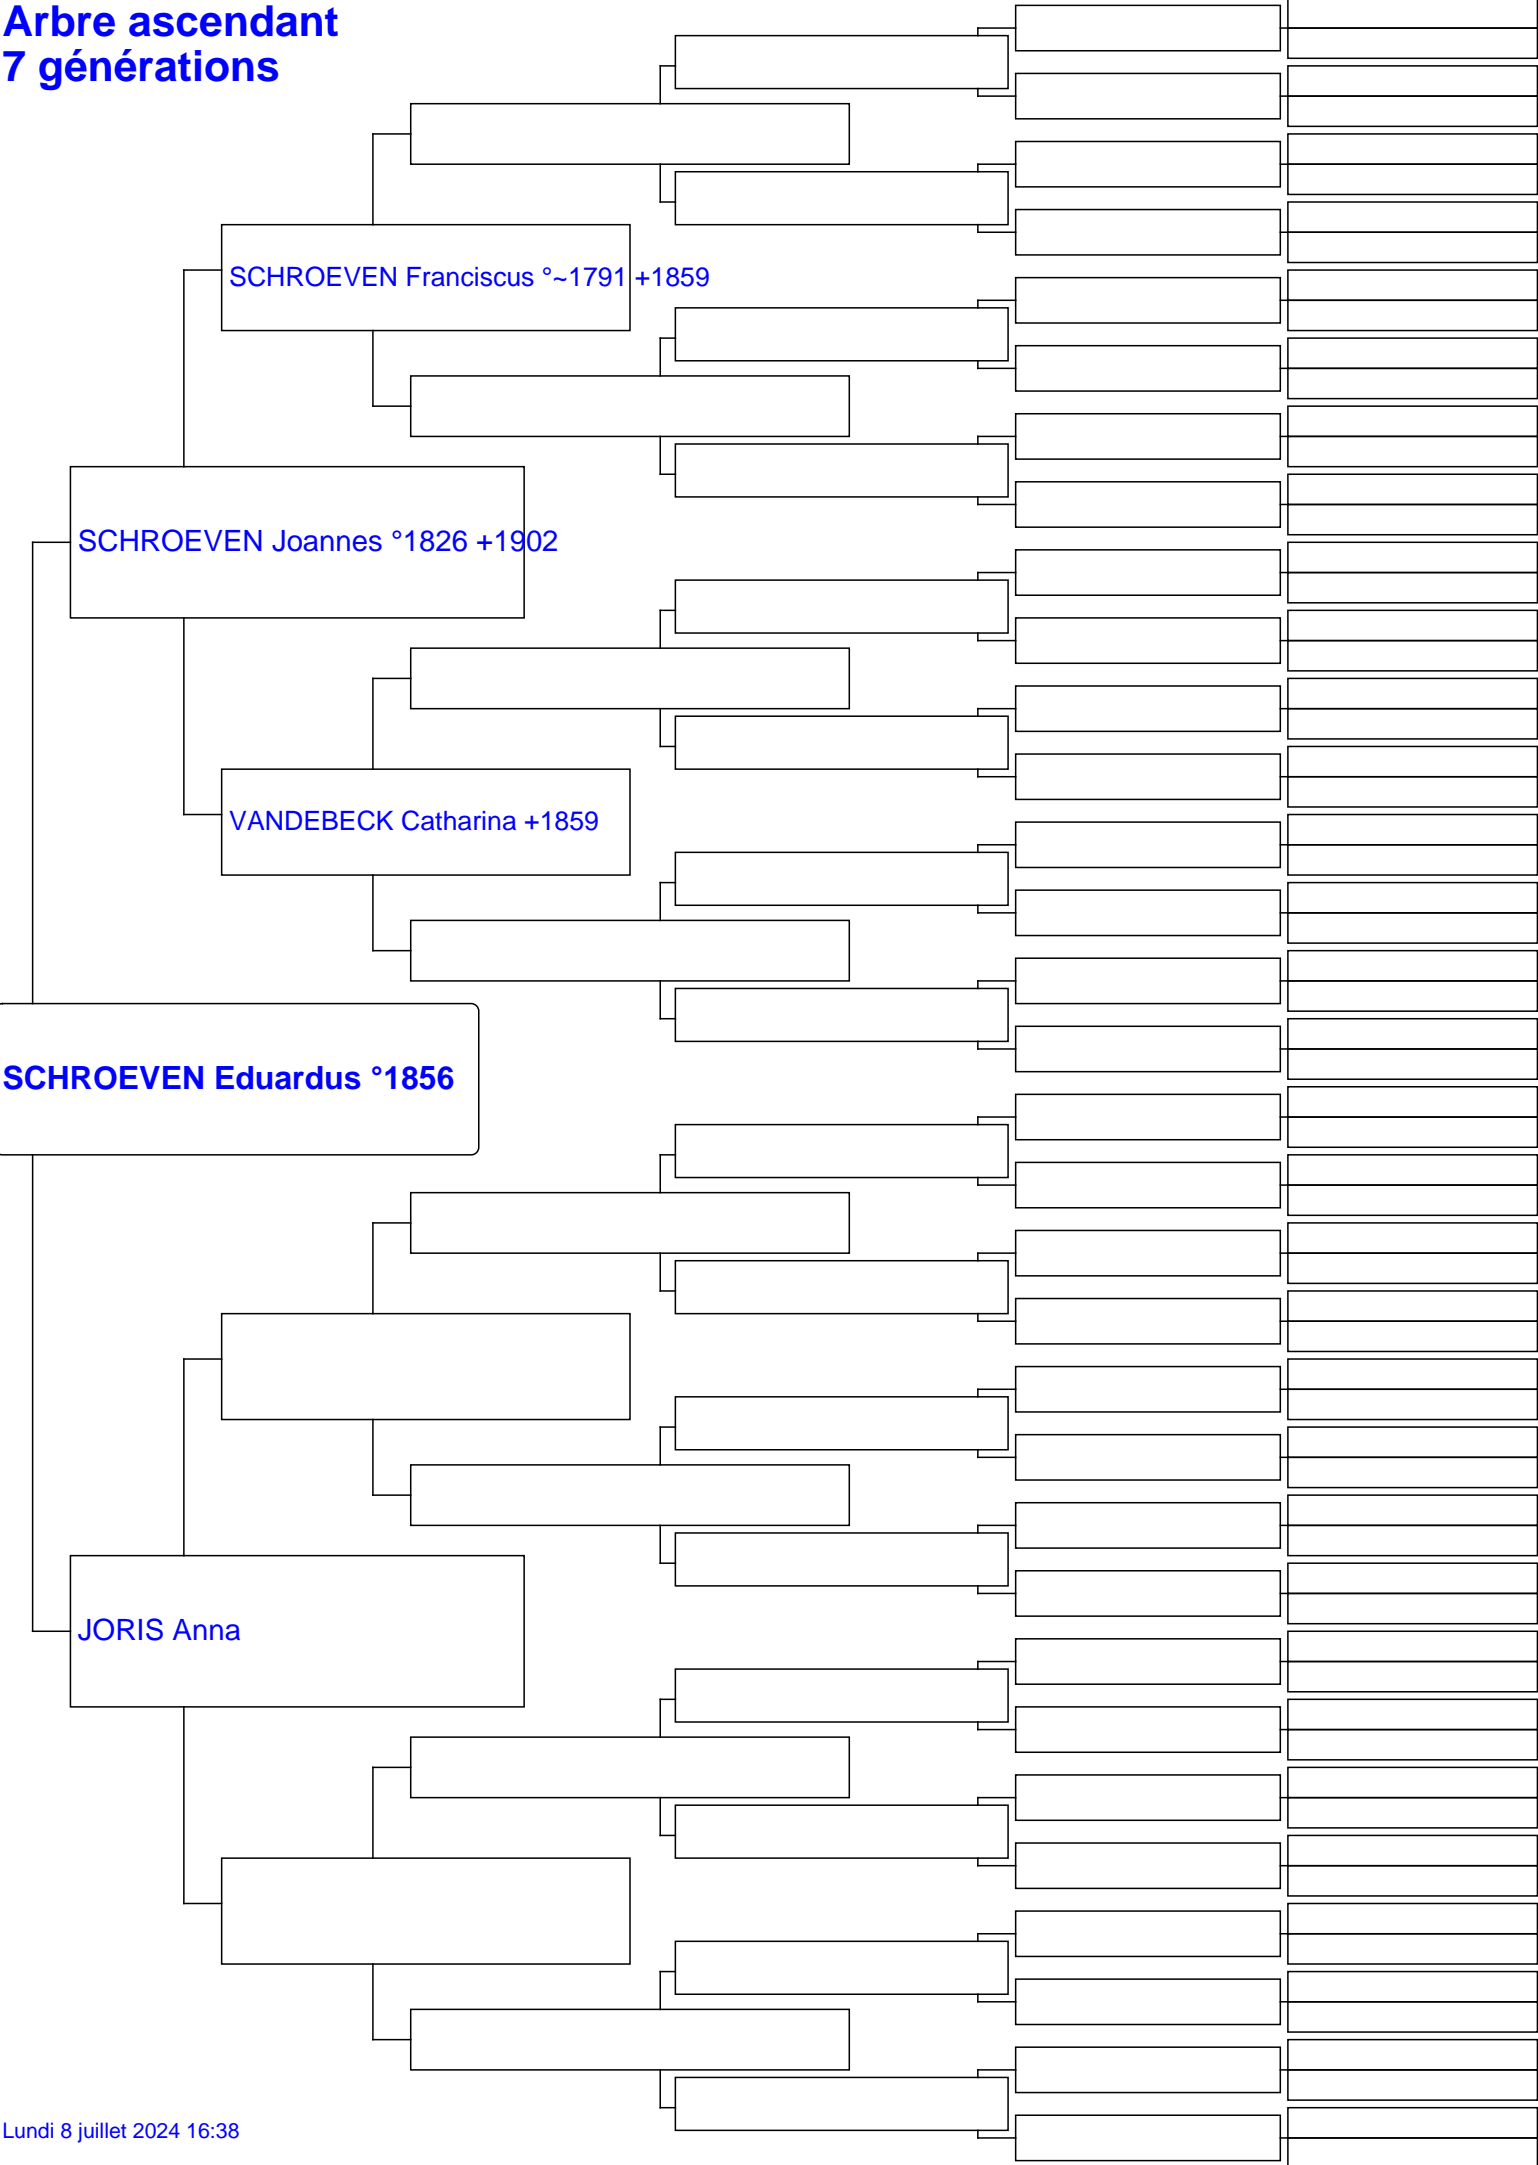 Arbre ascendant
7 générations
SCHROEVEN Franciscus °~1791 +1859
SCHROEVEN Joannes °1826 +1902
VANDEBECK Catharina +1859
SCHROEVEN Eduardus °1856
JORIS Anna
Lundi 8 juillet 2024 16:38